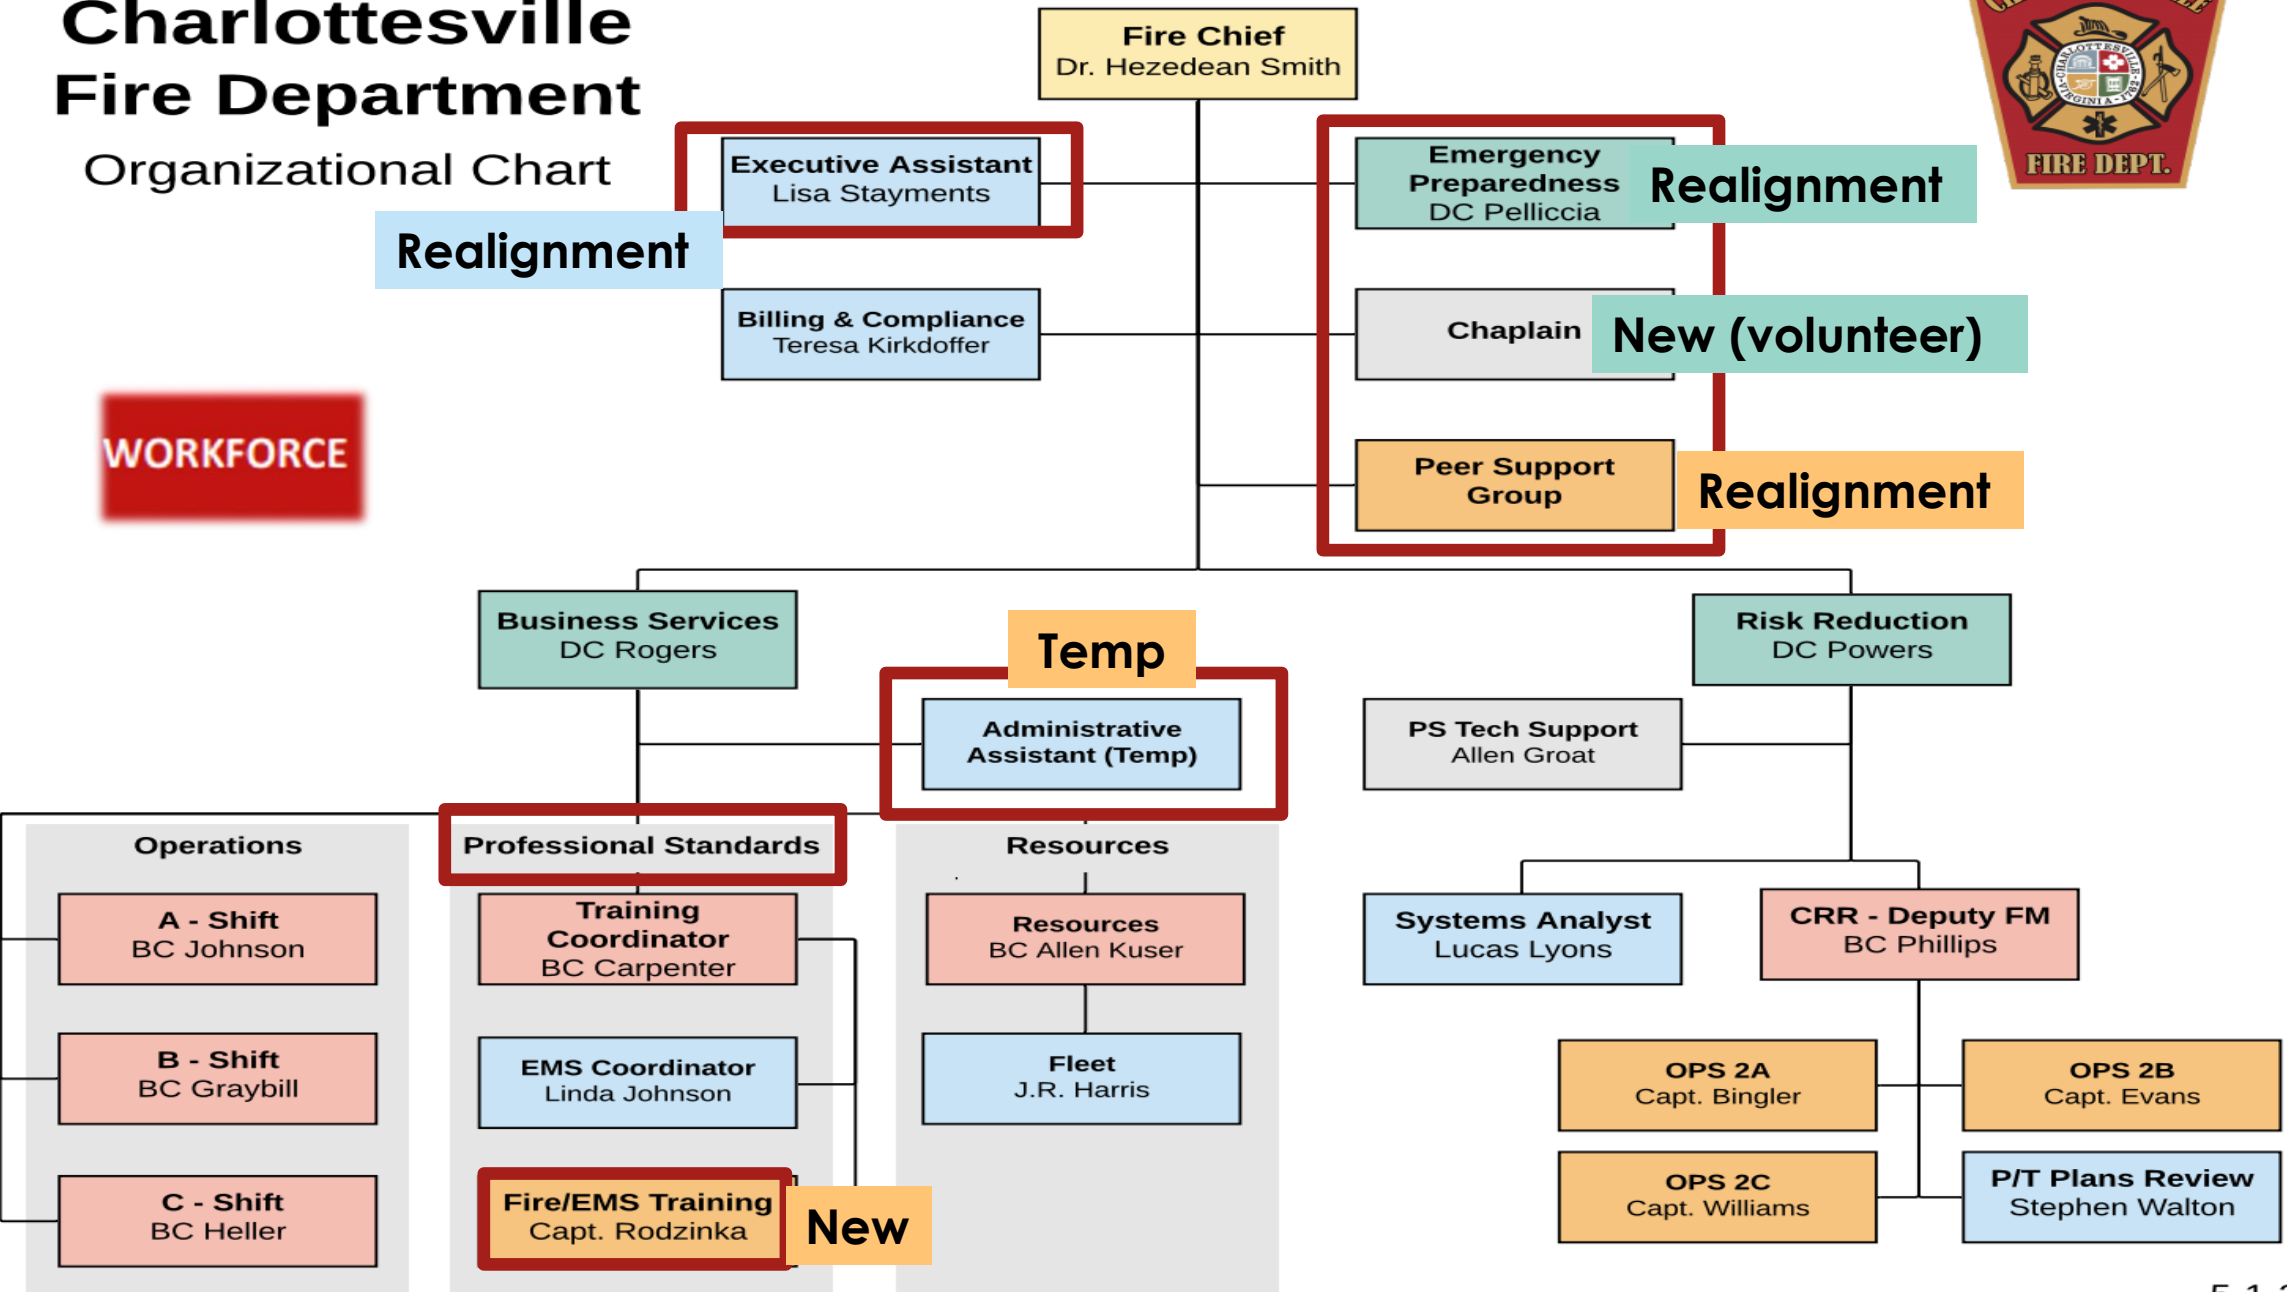 Charlottesville
Fire Department
Organizational Chart
Fire Chief
Dr. Hezedean Smith
CHARLOTTESVILLE
VIRGINIA - 1762
FIRE DEPT.
Executive Assistant
Lisa Stayments
Realignment
Emergency
Preparedness
DC Pelliccia
Realignment
Billing & Compliance
Teresa Kirkdoffer
Chaplain
New (volunteer)
WORKFORCE
Peer Support
Group
Realignment
Business Services
DC Rogers
Temp
Administrative
Assistant (Temp)
Risk Reduction
DC Powers
PS Tech Support
Allen Groat
Operations
A - Shift
BC Johnson
B - Shift
BC Graybill
C - Shift
BC Heller
Professional Standards
Training
Coordinator
BC Carpenter
EMS Coordinator
Linda Johnson
Fire/EMS Training
Capt. Rodzinka
New
Resources
Resources
BC Allen Kuser
Fleet
J.R. Harris
Systems Analyst
Lucas Lyons
CRR - Deputy FM
BC Phillips
OPS 2A
Capt. Bingler
OPS 2B
Capt. Evans
OPS 2C
Capt. Williams
P/T Plans Review
Stephen Walton